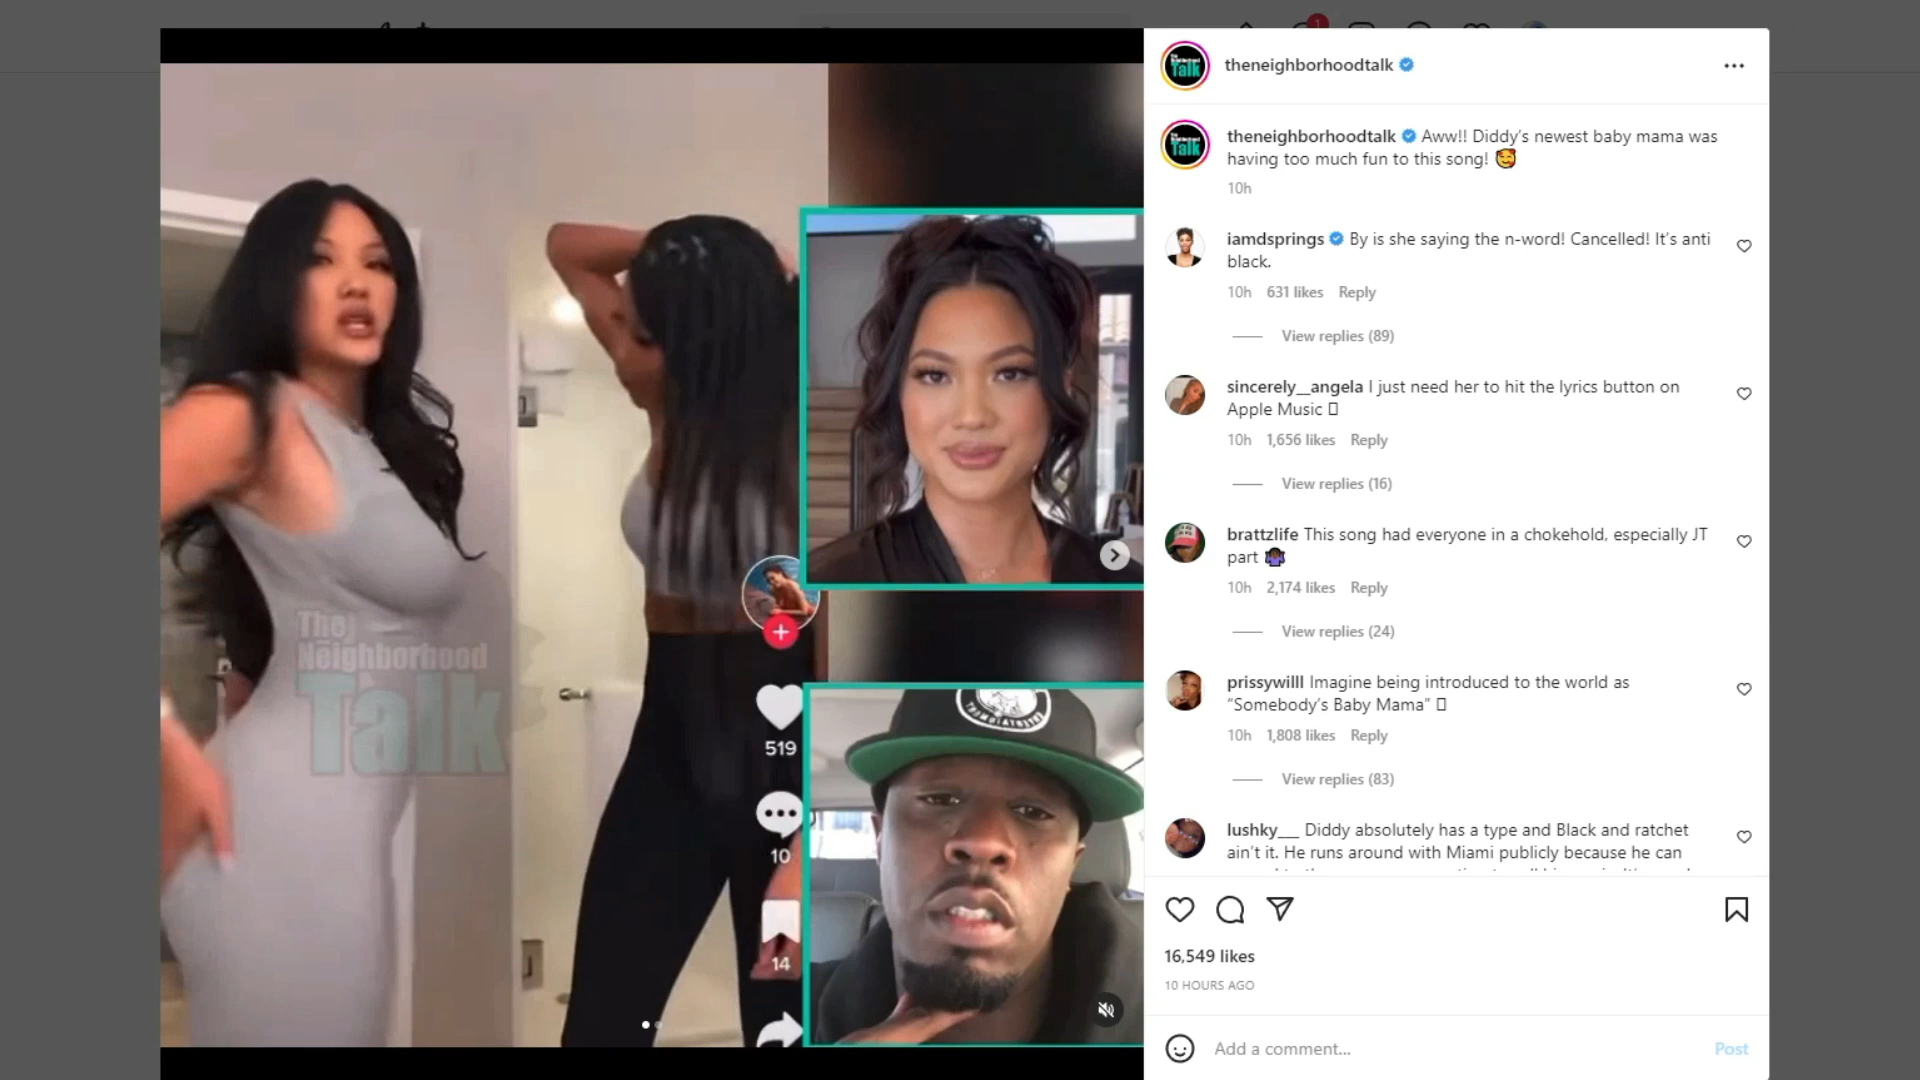 1
The
Neighborhood
Talk
519
10
14
theneighborhoodtalk
theneighborhoodtalk Aww!! Diddy's newest baby mama was
having too much fun to this song! 🥰
10h
iamdsprings By is she saying the n-word! Cancelled! It's anti
black.
10h 631 likes Reply
View replies (89)
sincerely__angela I just need her to hit the lyrics button on
Apple Music
10h 1,656 likes Reply
View replies (16)
brattzlife This song had everyone in a chokehold, especially JT
part
10h 2,174 likes Reply
View replies (24)
prissywilll Imagine being introduced to the world as
"Somebody's Baby Mama"
10h 1,808 likes Reply
View replies (83)
lushky___ Diddy absolutely has a type and Black and ratchet
ain't it. He runs around with Miami publicly because he can
16,549 likes
10 HOURS AGO
Add a comment...
Post